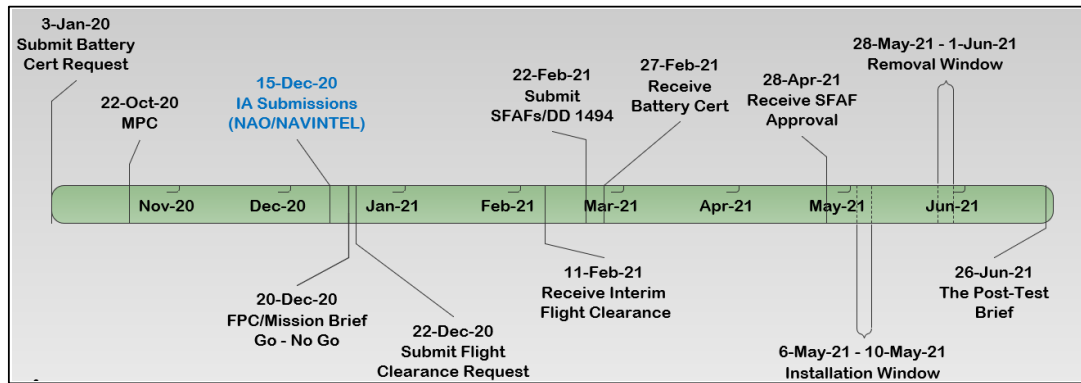 3-Jan-20
Submit Battery
Cert Request
22-Oct-20
MPC
15-Dec-20
IA Submissions
(NAO/NAVINTEL)
22-Feb-21
Submit
SFAFs/DD 1494
27-Feb-21
Receive
Battery Cert
28-Apr-21
Receive SFAF
Approval
28-May-21 - 1-Jun-21
Removal Window
Nov-20
Dec-20
Jan-21
Feb-21
Mar-21
Apr-21
May-21
Jun-21
20-Dec-20
FPC/Mission Brief
Go - No Go
22-Dec-20
Submit Flight
Clearance Request
11-Feb-21
Receive Interim
Flight Clearance
6-May-21 - 10-May-21
Installation Window
26-Jun-21
The Post-Test
Brief